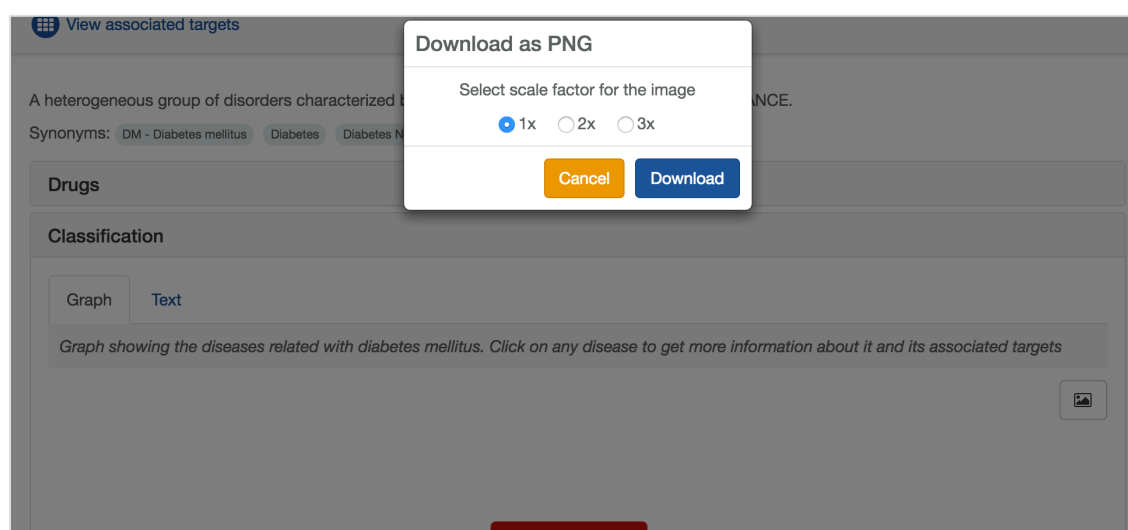 View associated targets
Download as PNG
Select scale factor for the image
1x 2x 3x
Cancel Download
A heterogeneous group of disorders characterized
Synonyms: DM - Diabetes mellitus Diabetes Diabetes N
Drugs
Classification
Graph Text
Graph showing the diseases related with diabetes mellitus. Click on any disease to get more information about it and its associated targets